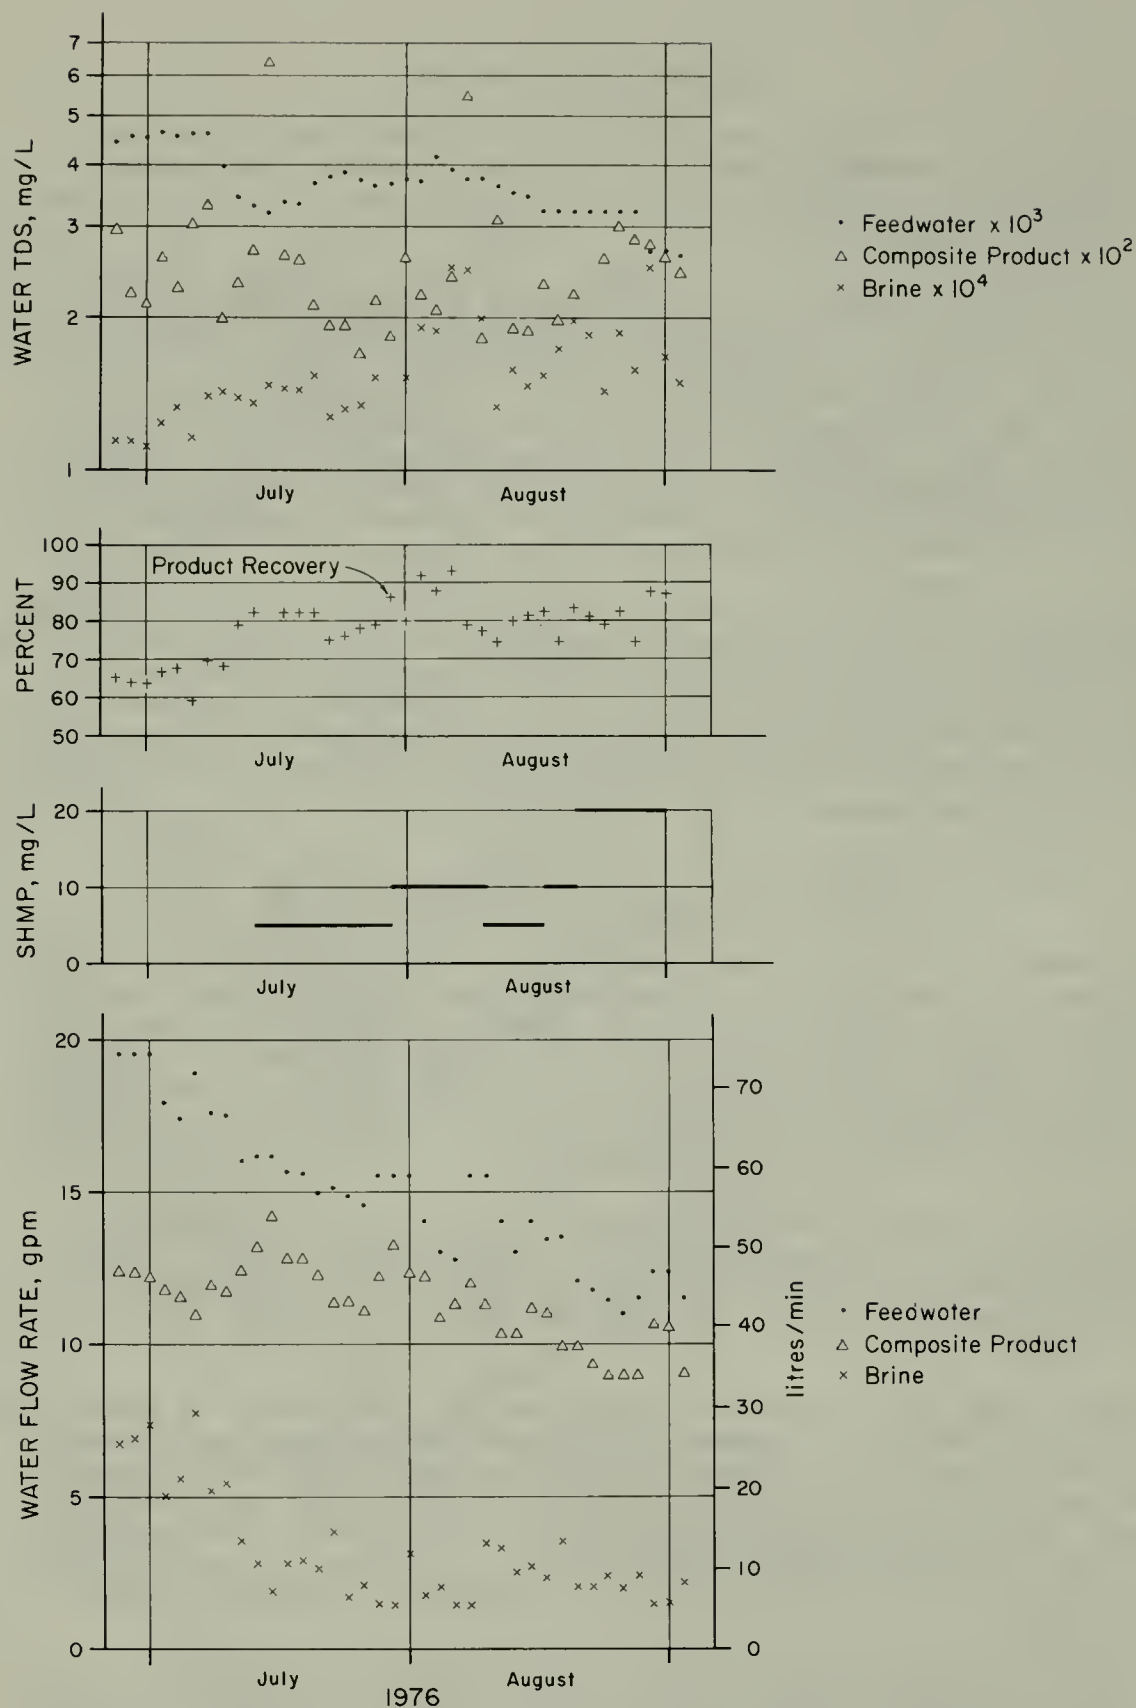 WATER TDS, mg/L
7
6
5
4
3
2
1
July
August
· Feedwater x 10³
△ Composite Product x 10²
× Brine x 10⁴
PERCENT
100
90
80
70
60
50
Product Recovery
July
August
SHMP, mg/L
20
10
0
July
August
WATER FLOW RATE, gpm
20
15
10
5
0
70
60
50
40
30
20
10
0
litres/min
· Feedwater
△ Composite Product
× Brine
July
August
1976